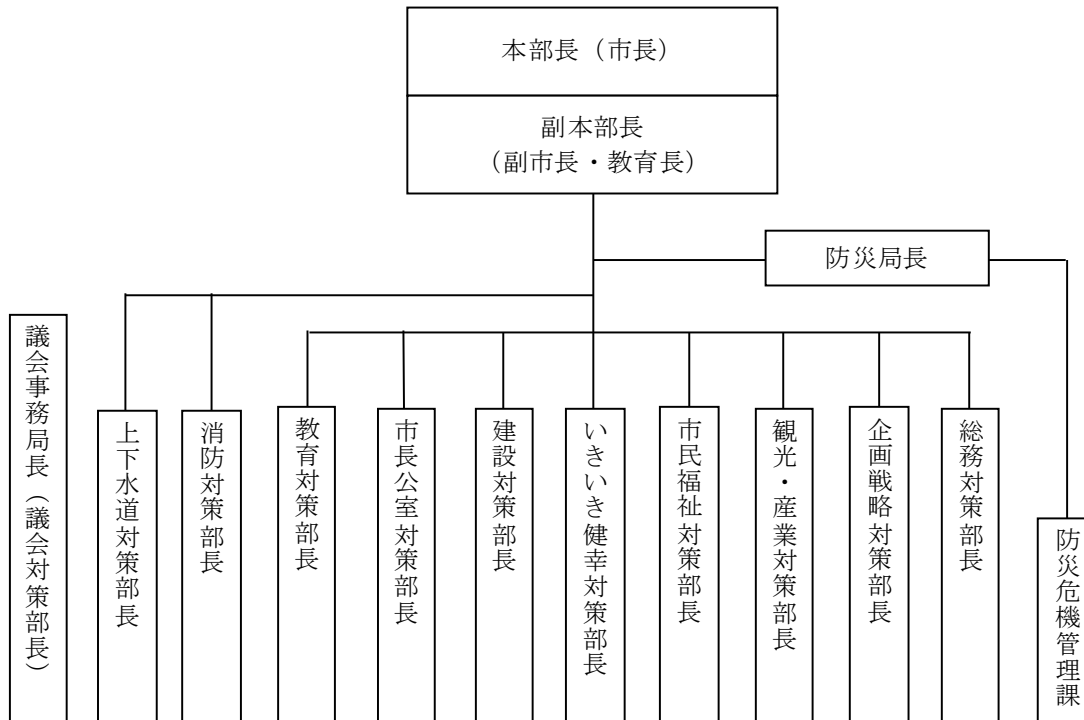 本部長（市長）
副本部長
（副市長・教育長）
防災局長
議会事務局長（議会対策部長）
上下水道対策部長
消防対策部長
教育対策部長
市長公室対策部長
建設対策部長
いきいき健幸対策部長
市民福祉対策部長
観光・産業対策部長
企画戦略対策部長
総務対策部長
防災危機管理課